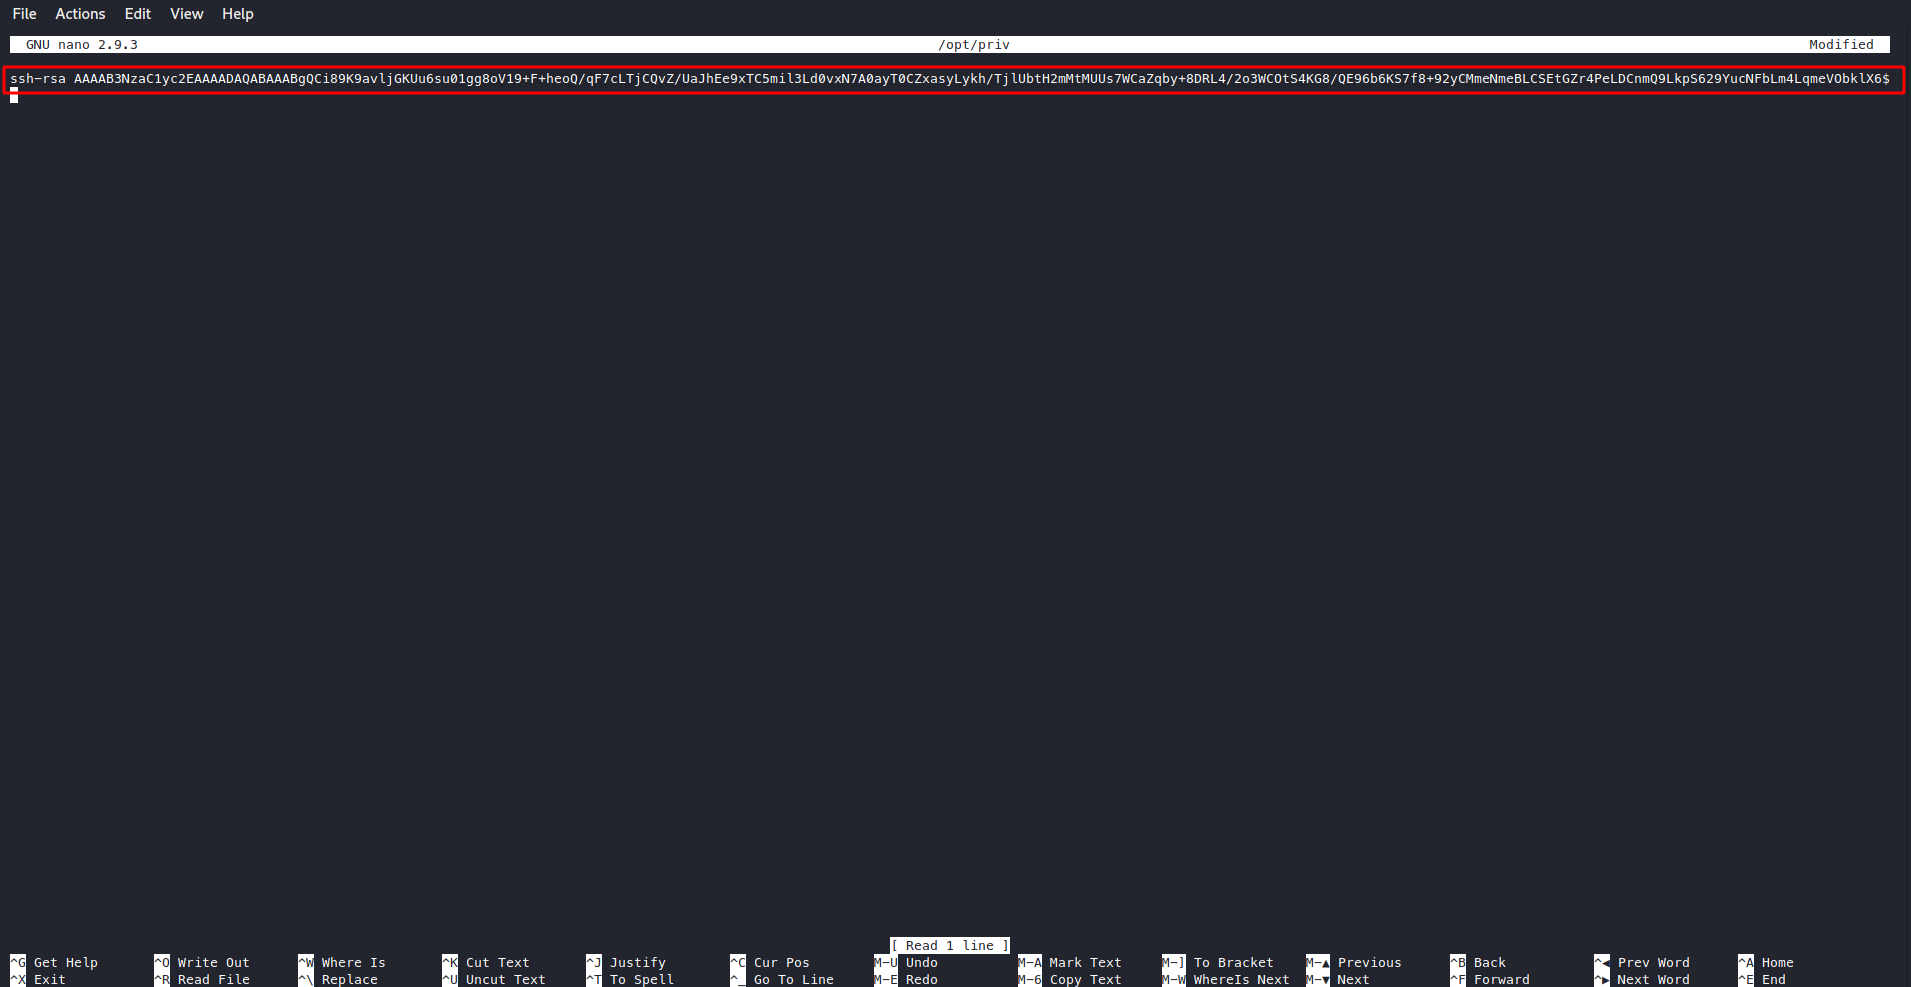 File Actions Edit View Help
GNU nano 2.9.3 /opt/priv Modified
ssh-rsa AAAAB3NzaC1yc2EAAAADAQABAAABgQCi89K9avljGKUu6su01gg8oV19+F+heoQ/qF7cLTjCQvZ/UaJhEe9xTC5mil3Ld0vxN7A0ayT0CZxasyLykh/TjlUbtH2mMtMUUs7WCaZqby+8DRL4/2o3WCOtS4KG8/QE96b6KS7f8+92yCMmeNmeBLCSEtGZr4PeLDCnmQ9LkpS629YucNFbLm4LqmeVObklX6$
[ Read 1 line ]
^G Get Help ^O Write Out ^W Where Is ^K Cut Text ^J Justify ^C Cur Pos M-U Undo M-A Mark Text M-] To Bracket M-▲ Previous ^B Back ^◀ Prev Word ^A Home
^X Exit ^R Read File ^\ Replace ^U Uncut Text ^T To Spell ^_ Go To Line M-E Redo M-6 Copy Text M-W WhereIs Next M-▼ Next ^F Forward ^▶ Next Word ^E End